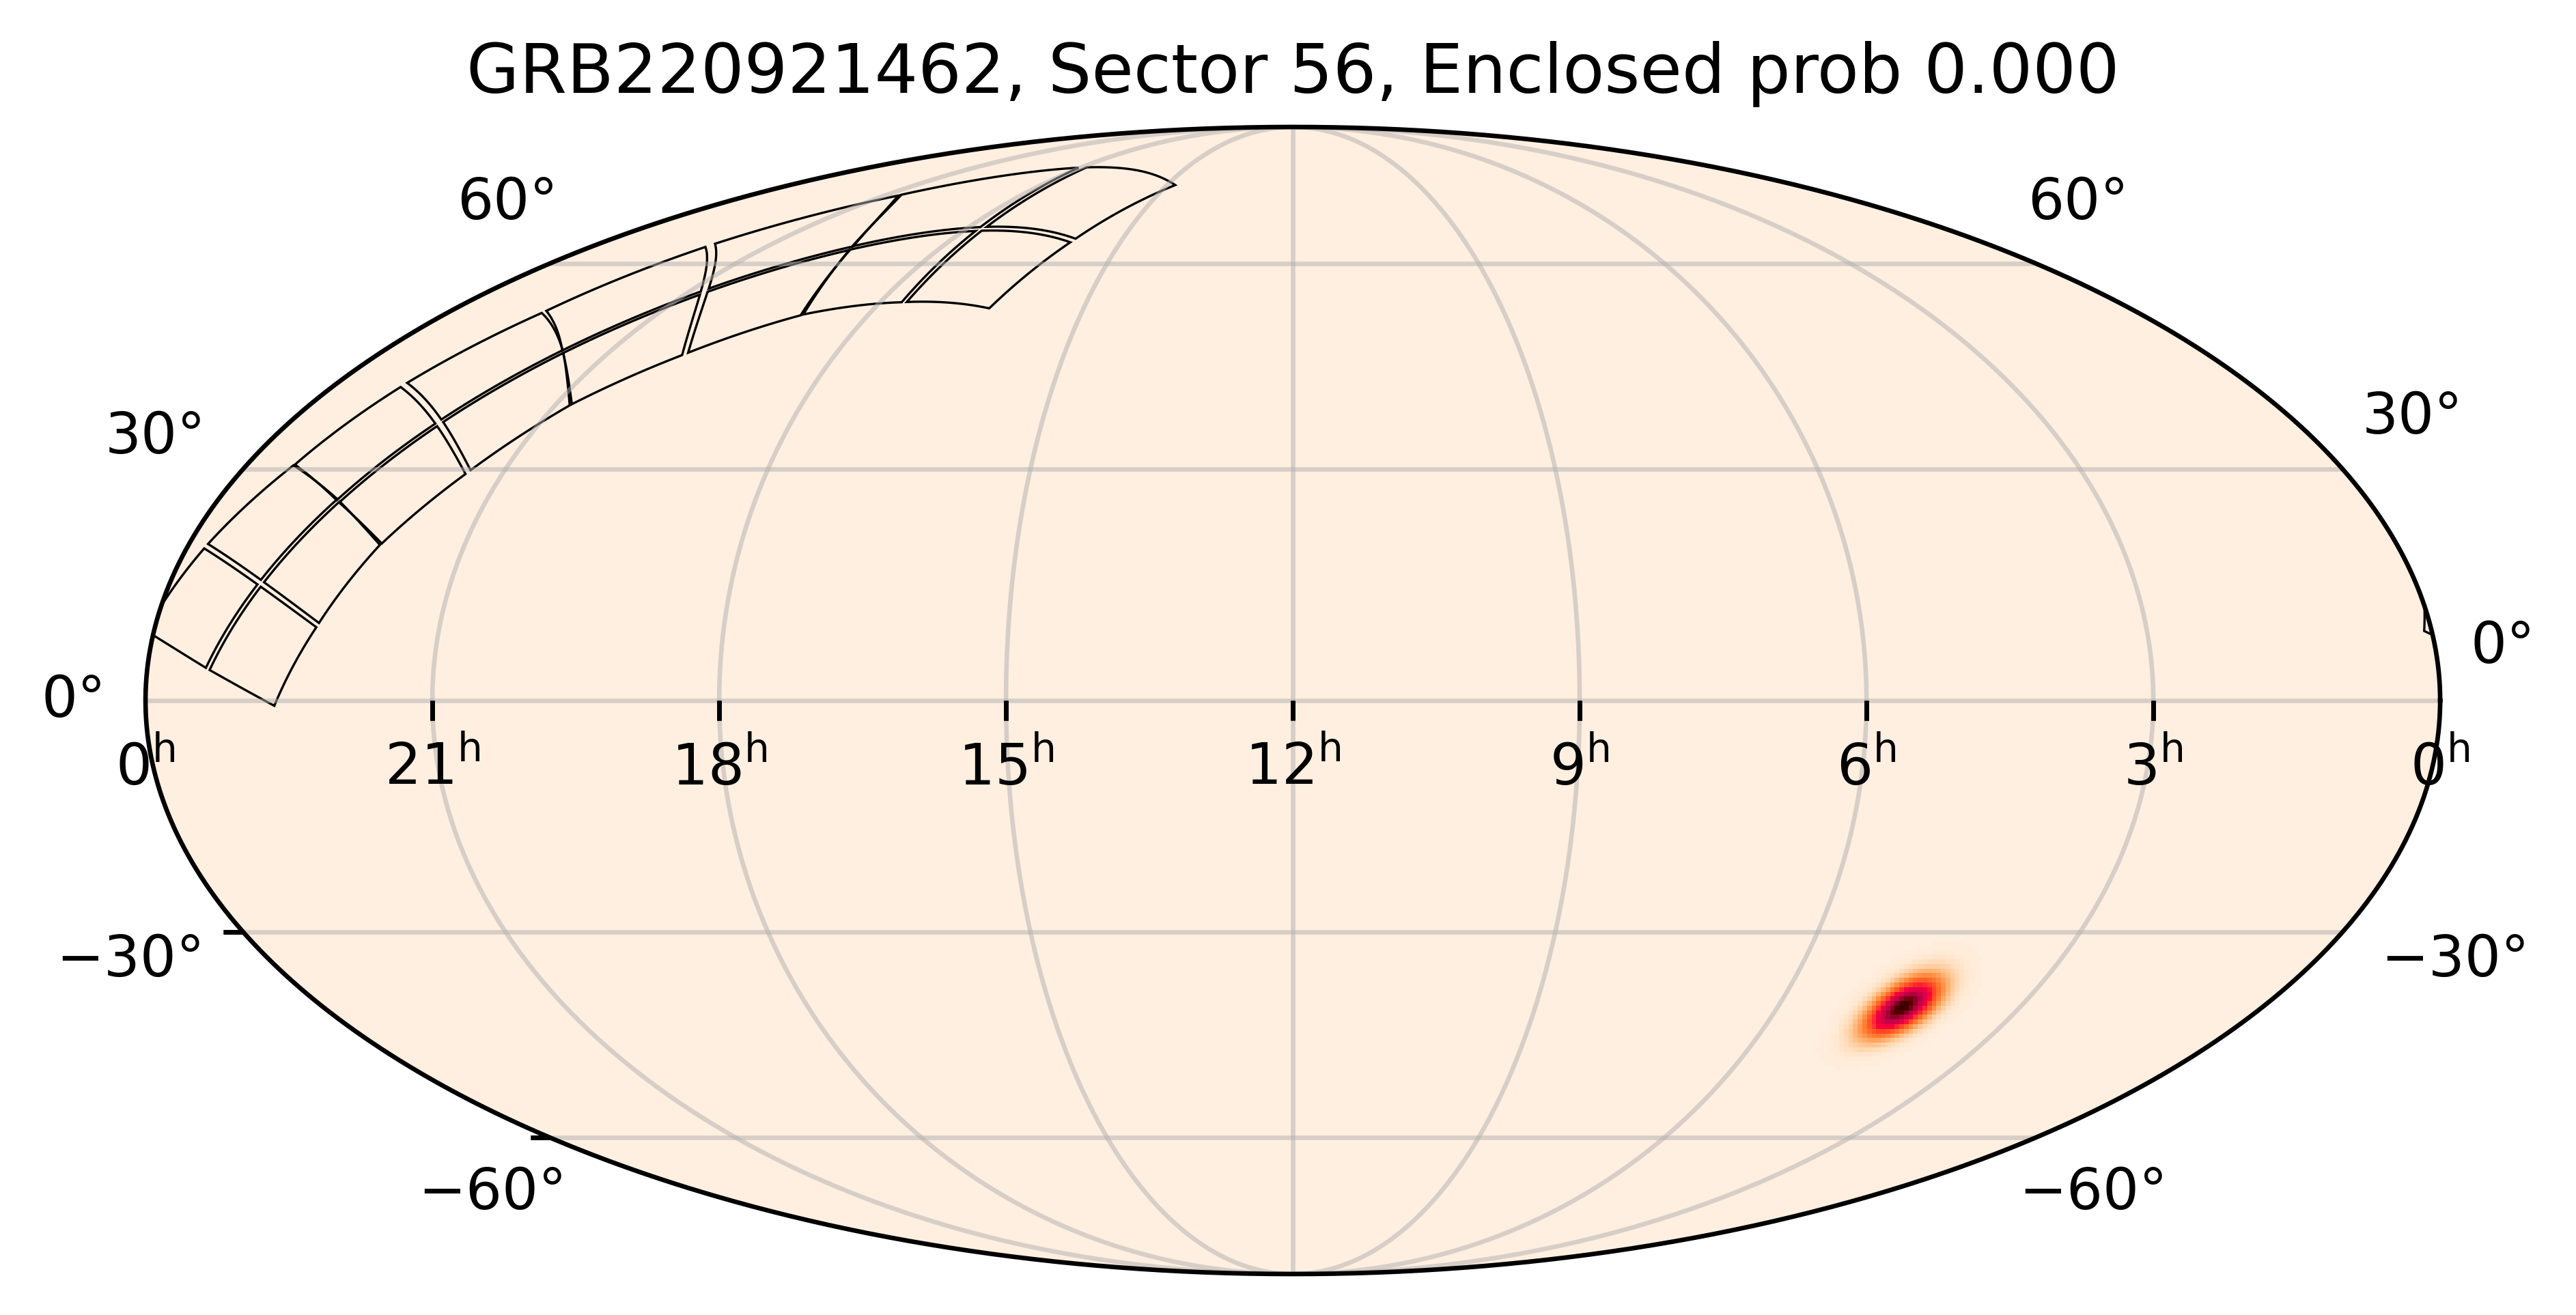 GRB220921462, Sector 56, Enclosed prob 0.000
60° 60°
30° 30°
0° 0°
0h 21h 18h 15h 12h 9h 6h 3h 0h
−30° −30°
−60° −60°